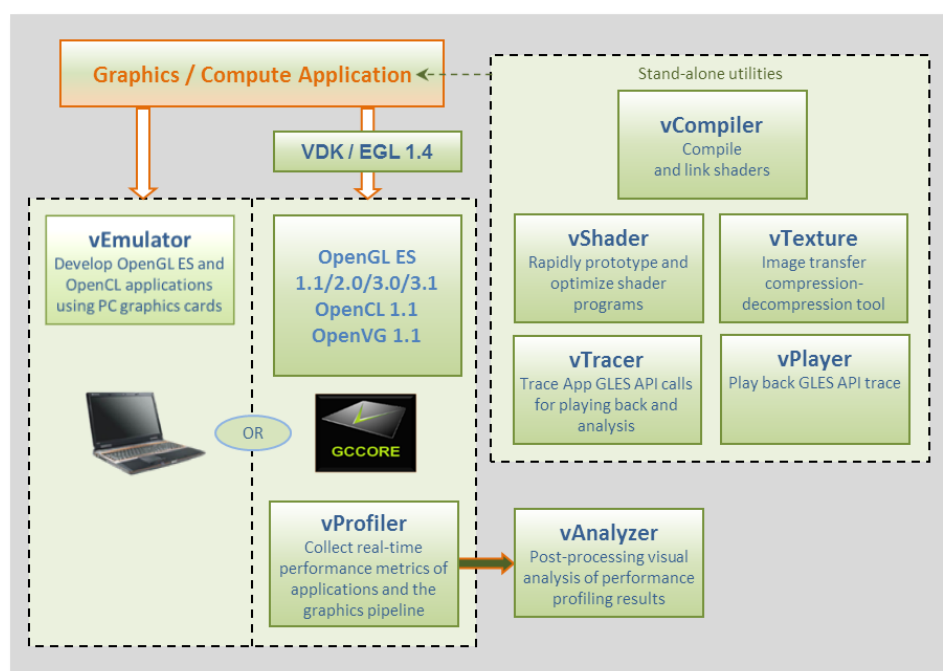 Graphics / Compute Application
VDK / EGL 1.4
vEmulator
Develop OpenGL ES and
OpenCL applications
using PC graphics cards
OpenGL ES
1.1/2.0/3.0/3.1
OpenCL 1.1
OpenVG 1.1
OR
GCCORE
vProfiler
Collect real-time
performance metrics of
applications and the
graphics pipeline
Stand-alone utilities
vCompiler
Compile
and link shaders
vShader
Rapidly prototype and
optimize shader
programs
vTexture
Image transfer
compression-
decompression tool
vTracer
Trace App GLES API calls
for playing back and
analysis
vPlayer
Play back GLES API trace
vAnalyzer
Post-processing visual
analysis of performance
profiling results